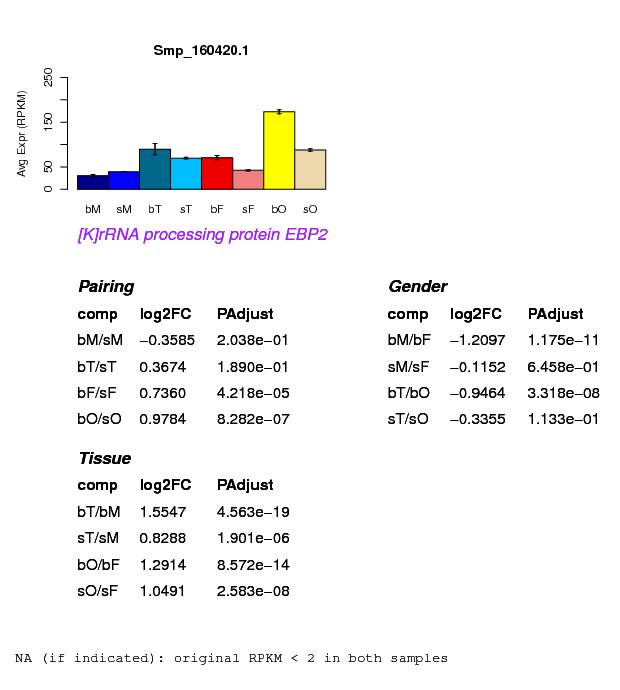 Smp_160420.1
Avg Expr (RPKM)
0 50 150 250
bM sM bT sT bF sF bO sO
[K]rRNA processing protein EBP2
Pairing
comp log2FC PAdjust
bM/sM −0.3585 2.038e−01
bT/sT 0.3674 1.890e−01
bF/sF 0.7360 4.218e−05
bO/sO 0.9784 8.282e−07
Gender
comp log2FC PAdjust
bM/bF −1.2097 1.175e−11
sM/sF −0.1152 6.458e−01
bT/bO −0.9464 3.318e−08
sT/sO −0.3355 1.133e−01
Tissue
comp log2FC PAdjust
bT/bM 1.5547 4.563e−19
sT/sM 0.8288 1.901e−06
bO/bF 1.2914 8.572e−14
sO/sF 1.0491 2.583e−08
NA (if indicated): original RPKM < 2 in both samples